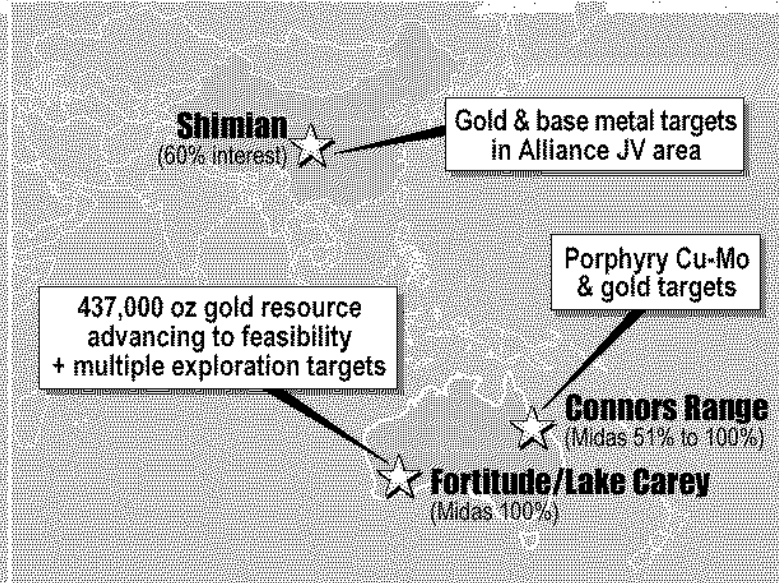 Shimian
(60% interest)
Gold & base metal targets
in Alliance JV area
Porphyry Cu-Mo
& gold targets
437,000 oz gold resource
advancing to feasibility
+ multiple exploration targets
Connors Range
(Midas 51% to 100%)
Fortitude/Lake Carey
(Midas 100%)